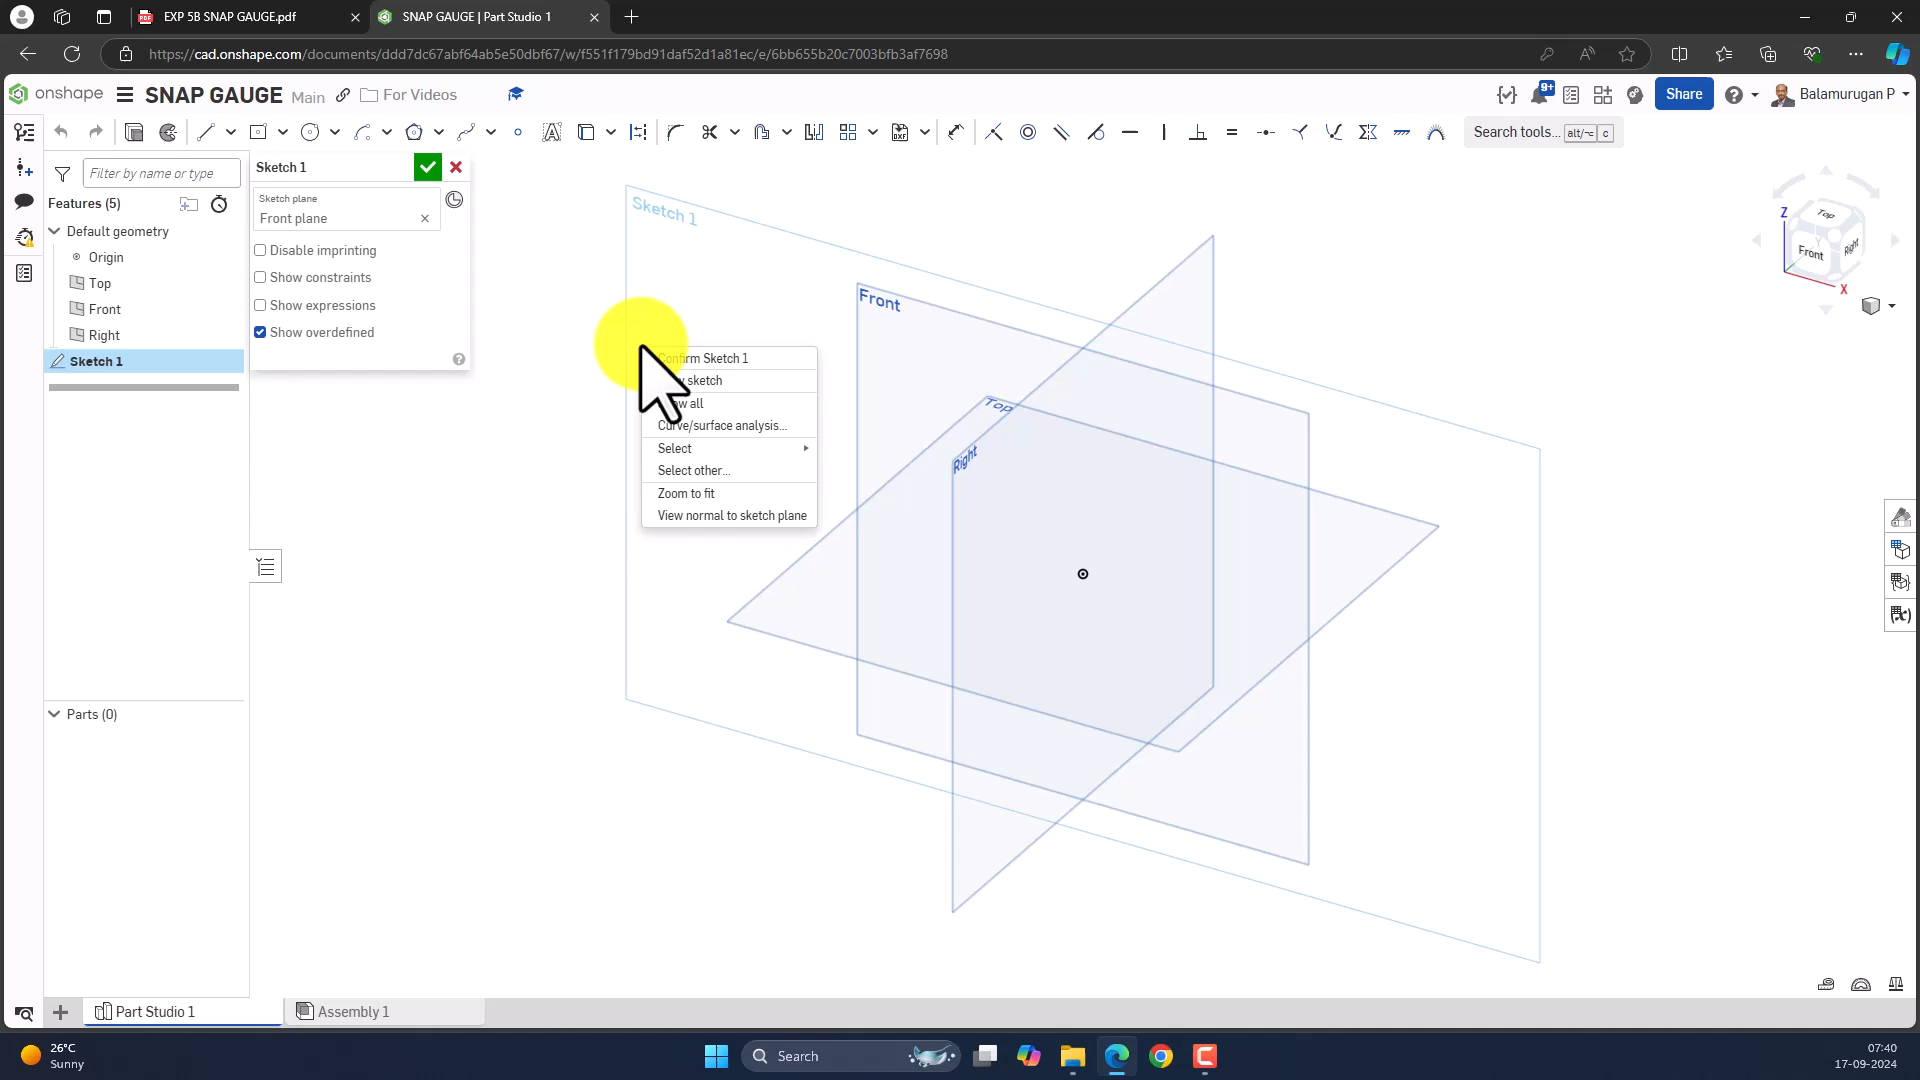 EXP 5B SNAP GAUGE.pdf
SNAP GAUGE | Part Studio 1
https://cad.onshape.com/documents/ddd7dc67abf64ab5e50dbf67/w/f551f179bd91daf52d1a81ec/e/6bb655b20c7003bfb3af7698
onshape
SNAP GAUGE Main For Videos
9+
Share
Balamurugan P
Search tools... alt/⌥ c
Filter by name or type
Features (5)
Default geometry
Origin
Top
Front
Right
Sketch 1
Parts (0)
Sketch 1
Sketch plane
Front plane
Disable imprinting
Show constraints
Show expressions
Show overdefined
Sketch 1
Front
Top
Right
Confirm Sketch 1
sketch
all
Curve/surface analysis...
Select
Select other...
Zoom to fit
View normal to sketch plane
Z
Top
Y
Front
Right
X
Part Studio 1
Assembly 1
26°C
Sunny
Search
07:40
17-09-2024